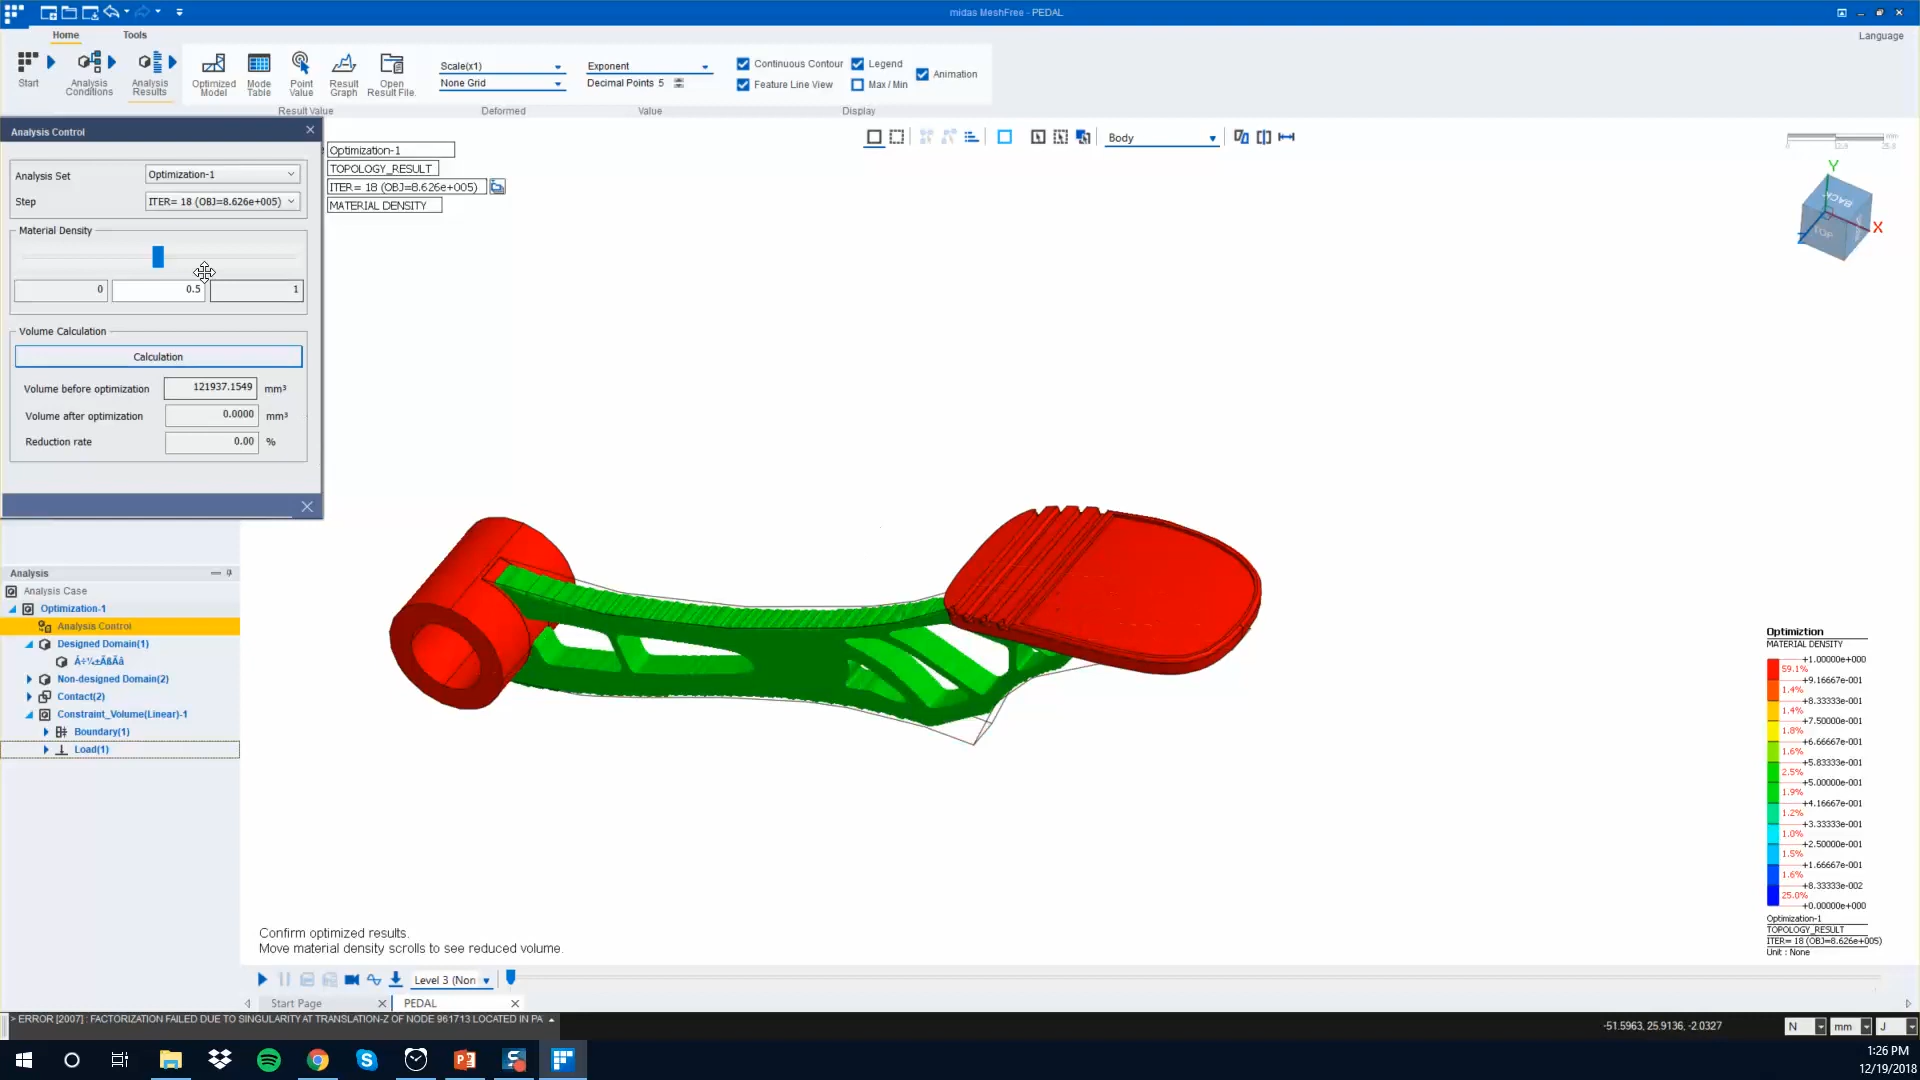 midas MeshFree - PEDAL
Home
Tools
Language
Start
Analysis Conditions
Analysis Results
Optimized Model
Mode Table
Point Value
Result Graph
Open Result File.
Scale(x1)
None Grid
Exponent
Decimal Points 5
Continuous Contour
Legend
Feature Line View
Max / Min
Animation
Result Value
Deformed
Value
Display
Analysis Control
Analysis Set
Optimization-1
Step
ITER= 18 (OBJ=8.626e+005)
Material Density
0
0.5
1
Volume Calculation
Calculation
Volume before optimization
121937.1549
mm³
Volume after optimization
0.0000
mm³
Reduction rate
0.00
%
Optimization-1
TOPOLOGY_RESULT
ITER= 18 (OBJ=8.626e+005)
MATERIAL DENSITY
Body
mm
Y
BACK
TOP
X
Z
Analysis
Analysis Case
Optimization-1
Analysis Control
Designed Domain(1)
Non-designed Domain(2)
Contact(2)
Constraint_Volume(Linear)-1
Boundary(1)
Load(1)
Optimiztion
MATERIAL DENSITY
+1.00000e+000
59.1%
+9.16667e-001
1.4%
+8.33333e-001
1.4%
+7.50000e-001
1.8%
+6.66667e-001
1.6%
+5.83333e-001
2.5%
+5.00000e-001
1.9%
+4.16667e-001
1.2%
+3.33333e-001
1.0%
+2.50000e-001
1.5%
+1.66667e-001
1.6%
+8.33333e-002
25.0%
+0.00000e+000
Optimization-1
TOPOLOGY_RESULT
ITER= 18 (OBJ=8.626e+005)
Unit : None
Confirm optimized results.
Move material density scrolls to see reduced volume.
Level 3 (Non
Start Page
PEDAL
> ERROR [2007] : FACTORIZATION FAILED DUE TO SINGULARITY AT TRANSLATION-Z OF NODE 961713 LOCATED IN PA
-51.5963, 25.9136, -2.0327
N
mm
J
1:26 PM
12/19/2018